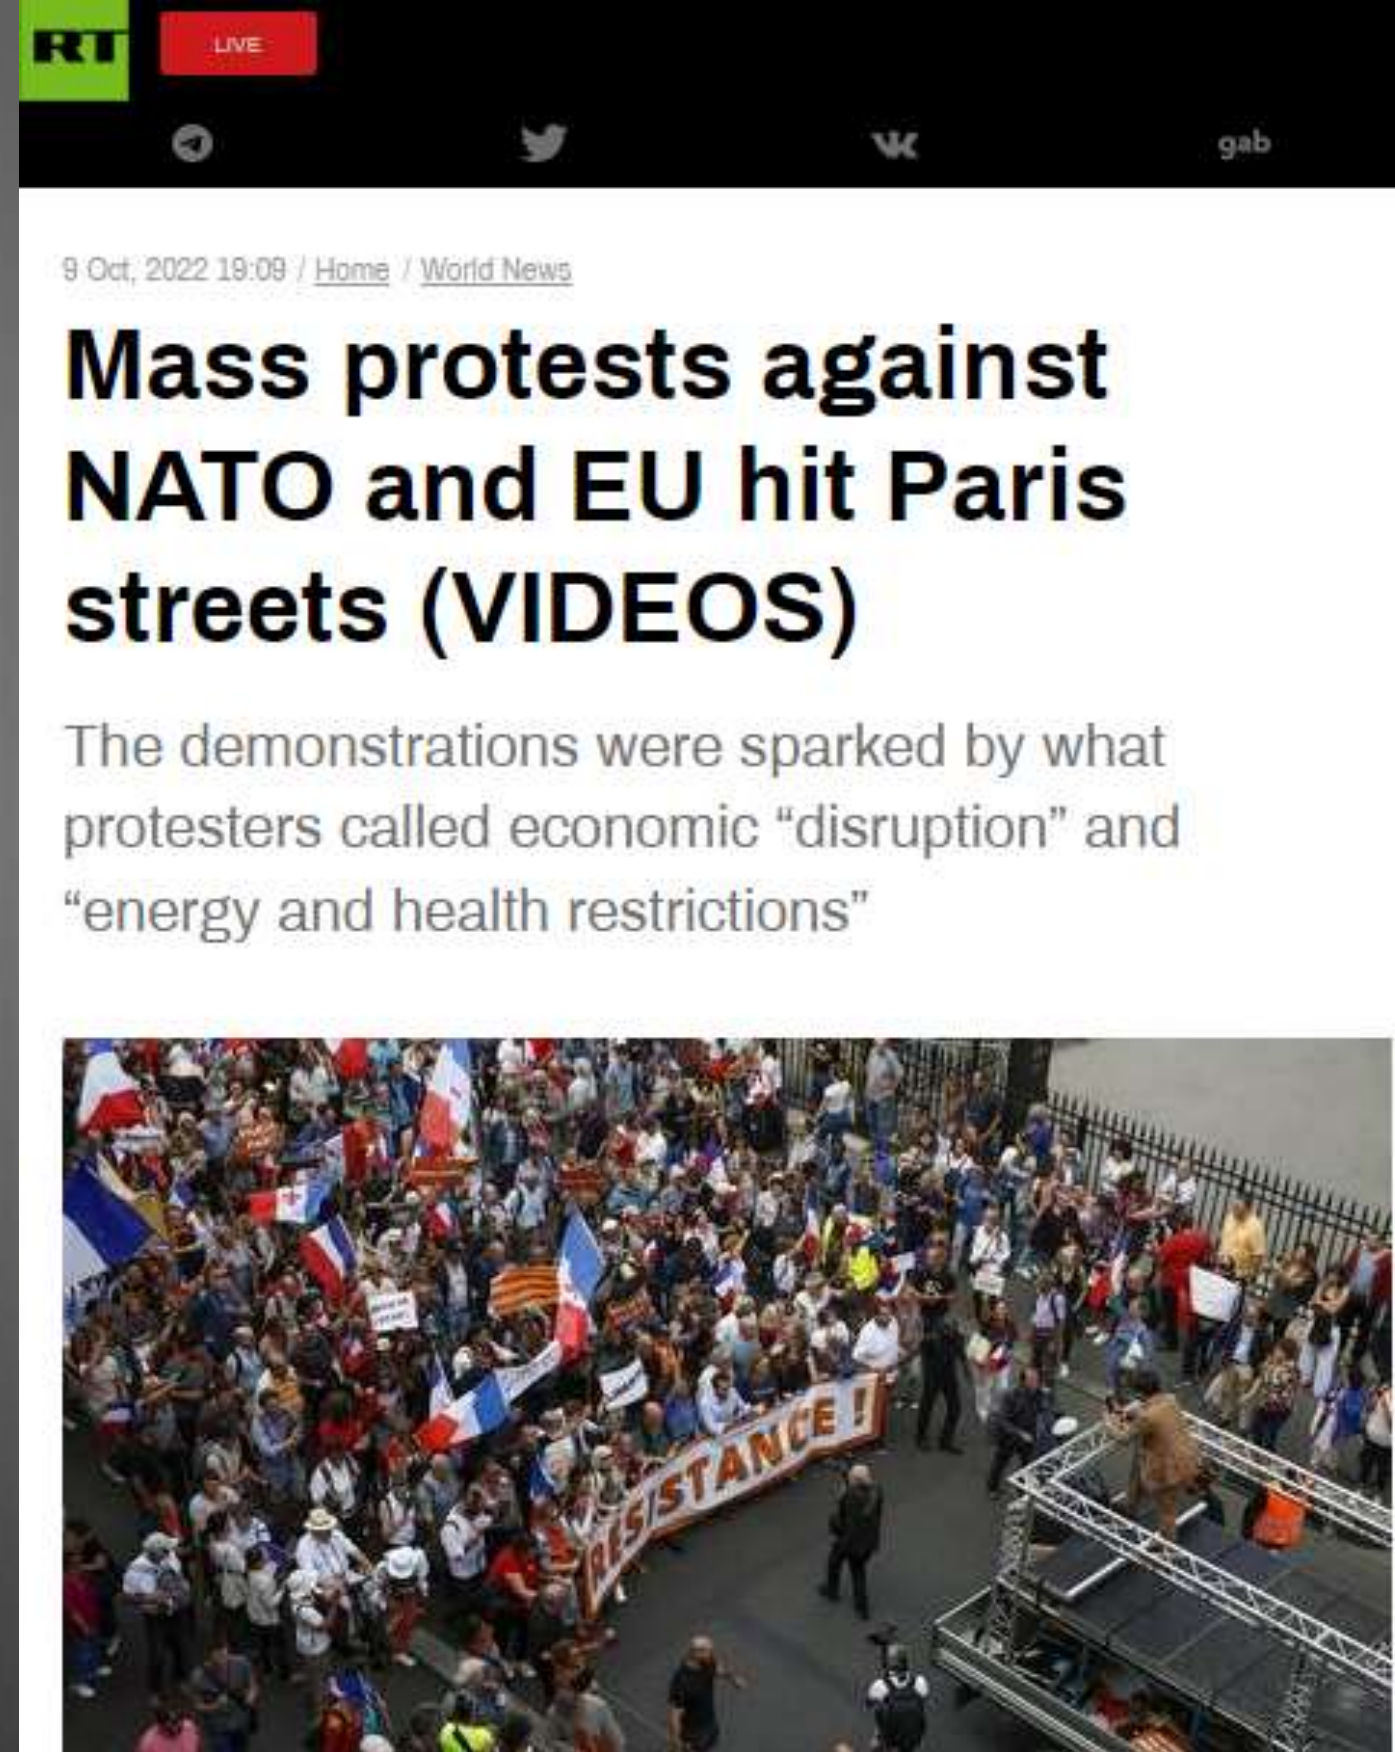 RT
LIVE
gab
9 Oct, 2022 19:09 / Home / World News
Mass protests against
NATO and EU hit Paris
streets (VIDEOS)
The demonstrations were sparked by what
protesters called economic “disruption” and
“energy and health restrictions”
RÉSISTANCE !